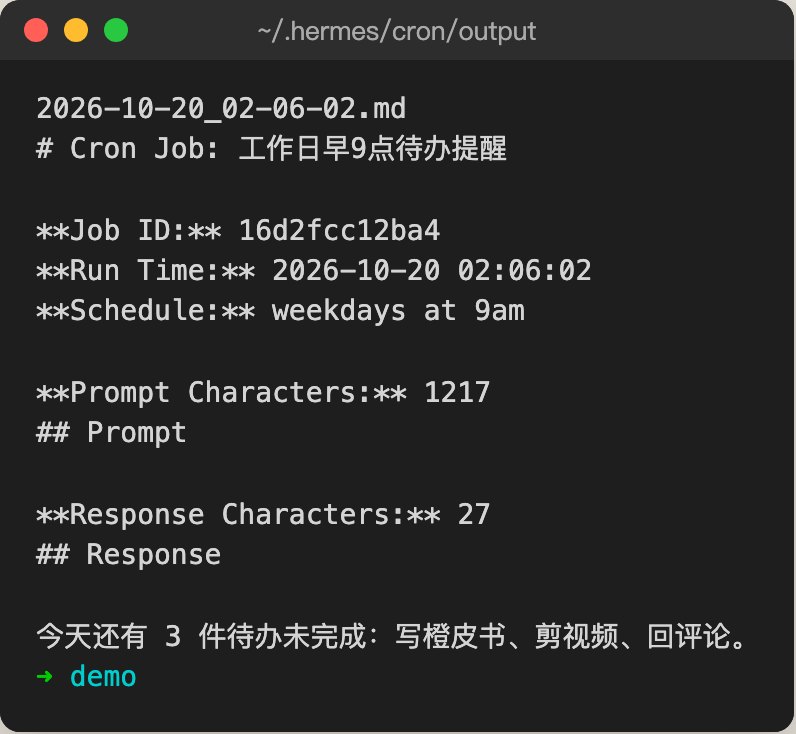 ~/.hermes/cron/output
2026-10-20_02-06-02.md
# Cron Job: 工作日早9点待办提醒
**Job ID:** 16d2fcc12ba4
**Run Time:** 2026-10-20 02:06:02
**Schedule:** weekdays at 9am
**Prompt Characters:** 1217
## Prompt
**Response Characters:** 27
## Response
今天还有 3 件待办未完成：写橙皮书、剪视频、回评论。
➜ demo